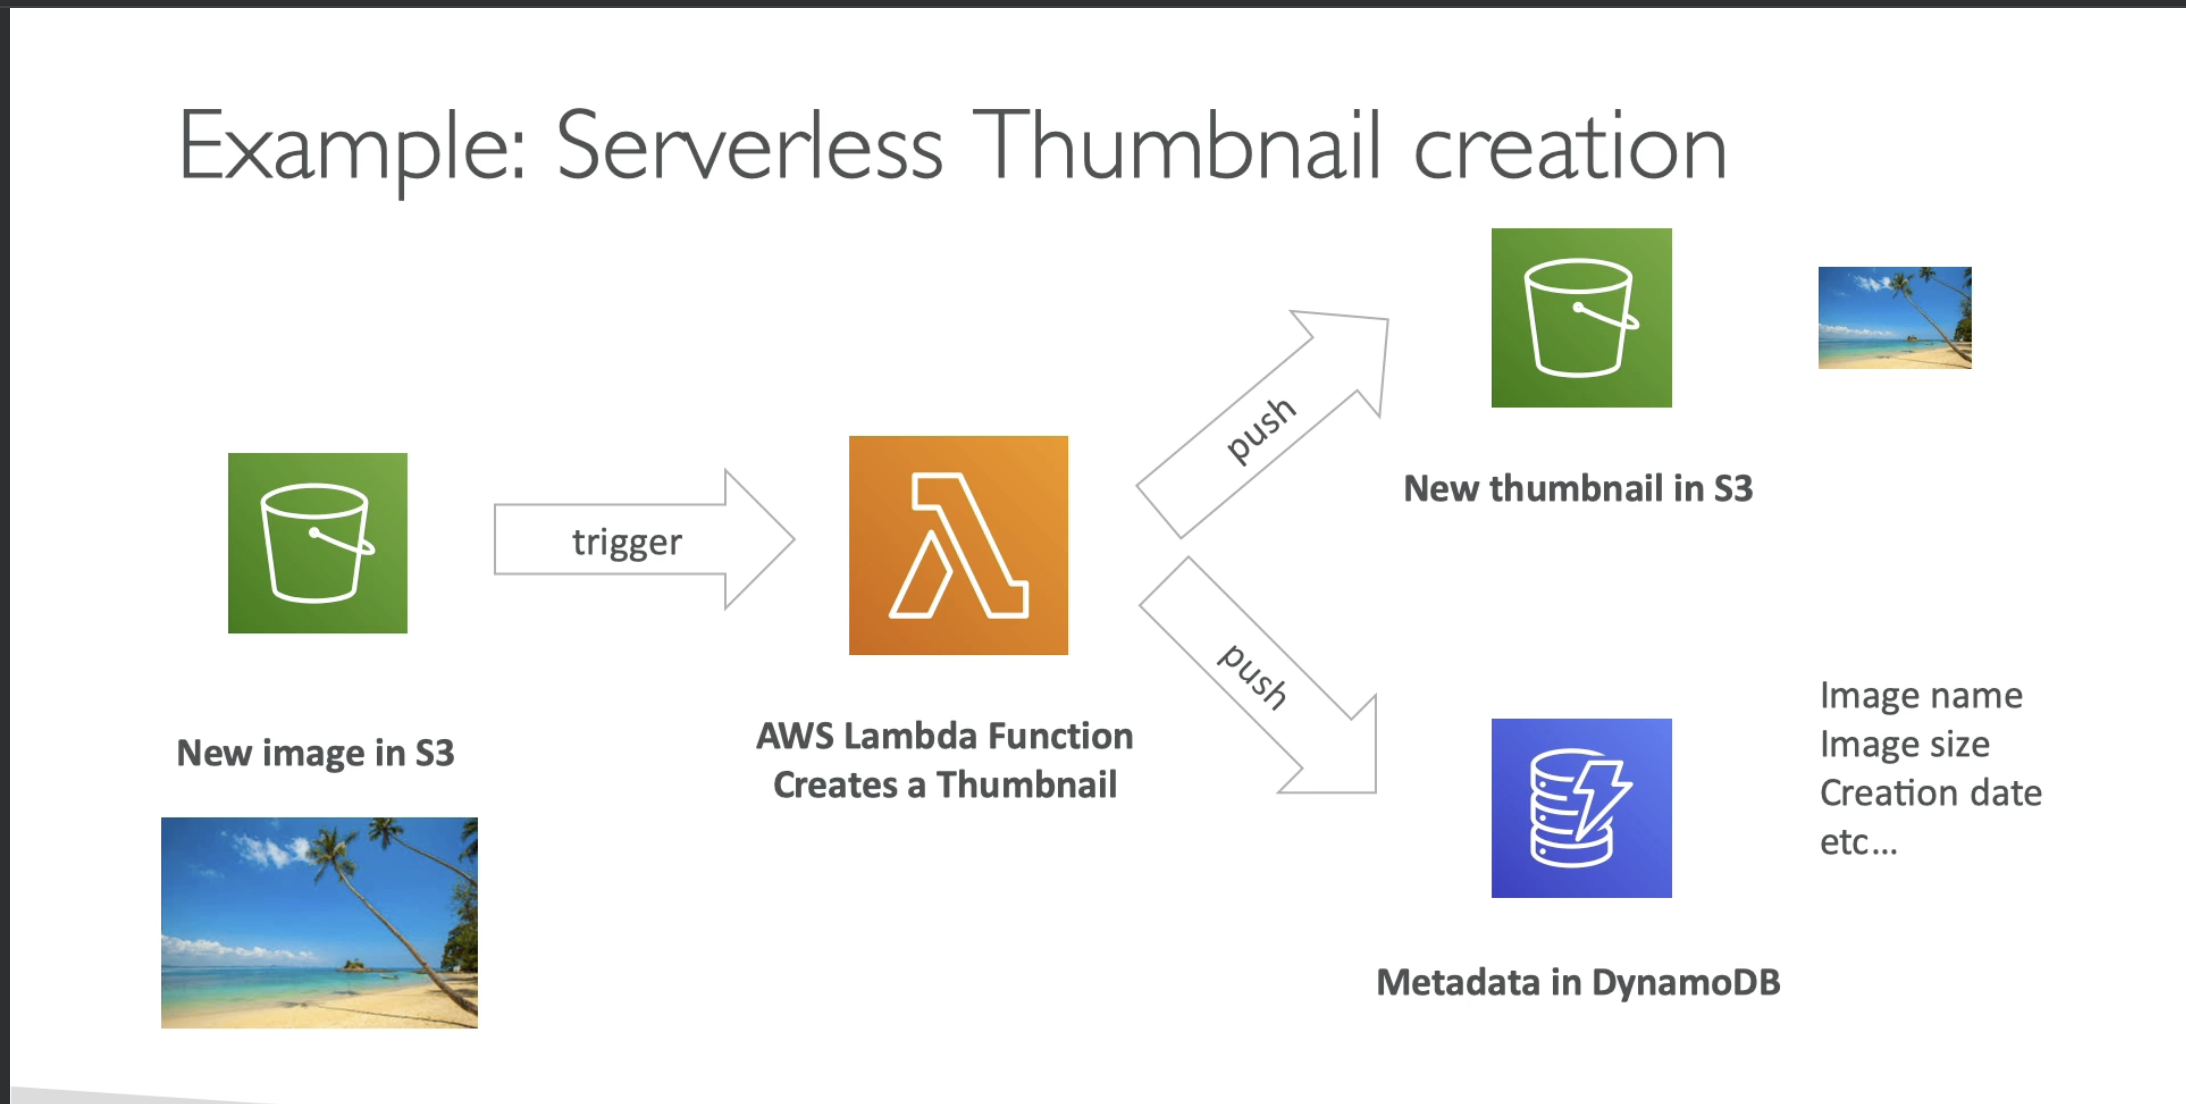 Example: Serverless Thumbnail creation
trigger
push
push
New image in S3
AWS Lambda Function
Creates a Thumbnail
New thumbnail in S3
Image name
Image size
Creation date
etc...
Metadata in DynamoDB